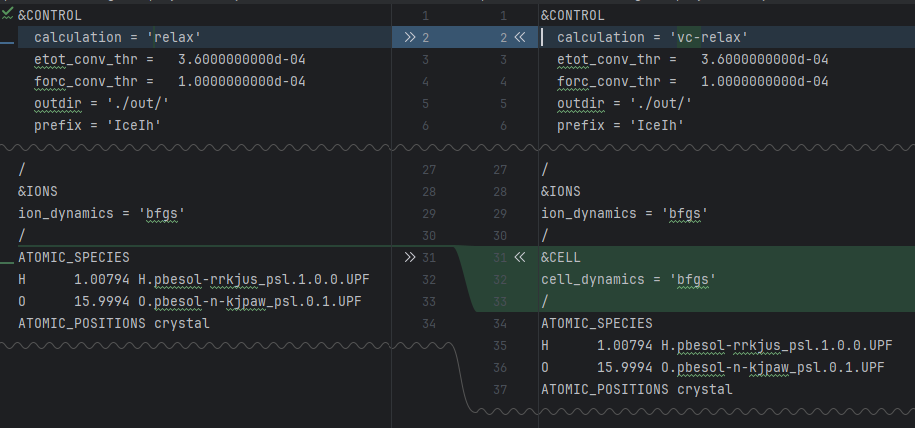 &CONTROL
calculation = 'relax'
etot_conv_thr =   3.6000000000d-04
forc_conv_thr =   1.0000000000d-04
outdir = './out/'
prefix = 'IceIh'
/
&IONS
ion_dynamics = 'bfgs'
/
ATOMIC_SPECIES
H      1.00794 H.pbesol-rrkjus_psl.1.0.0.UPF
O      15.9994 O.pbesol-n-kjpaw_psl.0.1.UPF
ATOMIC_POSITIONS crystal
1 1
2 2
3 3
4 4
5 5
6 6
27 27
28 28
29 29
30 30
31 31
32 32
33 33
34 34
35
36
37
&CONTROL
calculation = 'vc-relax'
etot_conv_thr =   3.6000000000d-04
forc_conv_thr =   1.0000000000d-04
outdir = './out/'
prefix = 'IceIh'
/
&IONS
ion_dynamics = 'bfgs'
/
&CELL
cell_dynamics = 'bfgs'
/
ATOMIC_SPECIES
H      1.00794 H.pbesol-rrkjus_psl.1.0.0.UPF
O      15.9994 O.pbesol-n-kjpaw_psl.0.1.UPF
ATOMIC_POSITIONS crystal